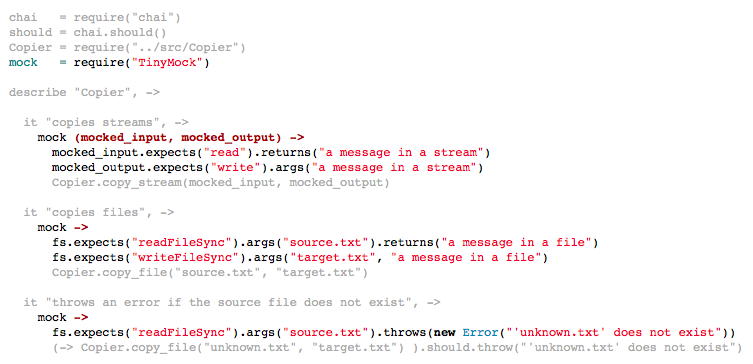 chai   = require("chai")
should = chai.should()
Copier = require("../src/Copier")
mock   = require("TinyMock")

describe "Copier", ->

  it "copies streams", ->
    mock (mocked_input, mocked_output) ->
      mocked_input.expects("read").returns("a message in a stream")
      mocked_output.expects("write").args("a message in a stream")
      Copier.copy_stream(mocked_input, mocked_output)

  it "copies files", ->
    mock ->
      fs.expects("readFileSync").args("source.txt").returns("a message in a file")
      fs.expects("writeFileSync").args("target.txt", "a message in a file")
      Copier.copy_file("source.txt", "target.txt")

  it "throws an error if the source file does not exist", ->
    mock ->
      fs.expects("readFileSync").args("source.txt").throws(new Error("'unknown.txt' does not exist"))
      (-> Copier.copy_file("unknown.txt", "target.txt") ).should.throw("'unknown.txt' does not exist")